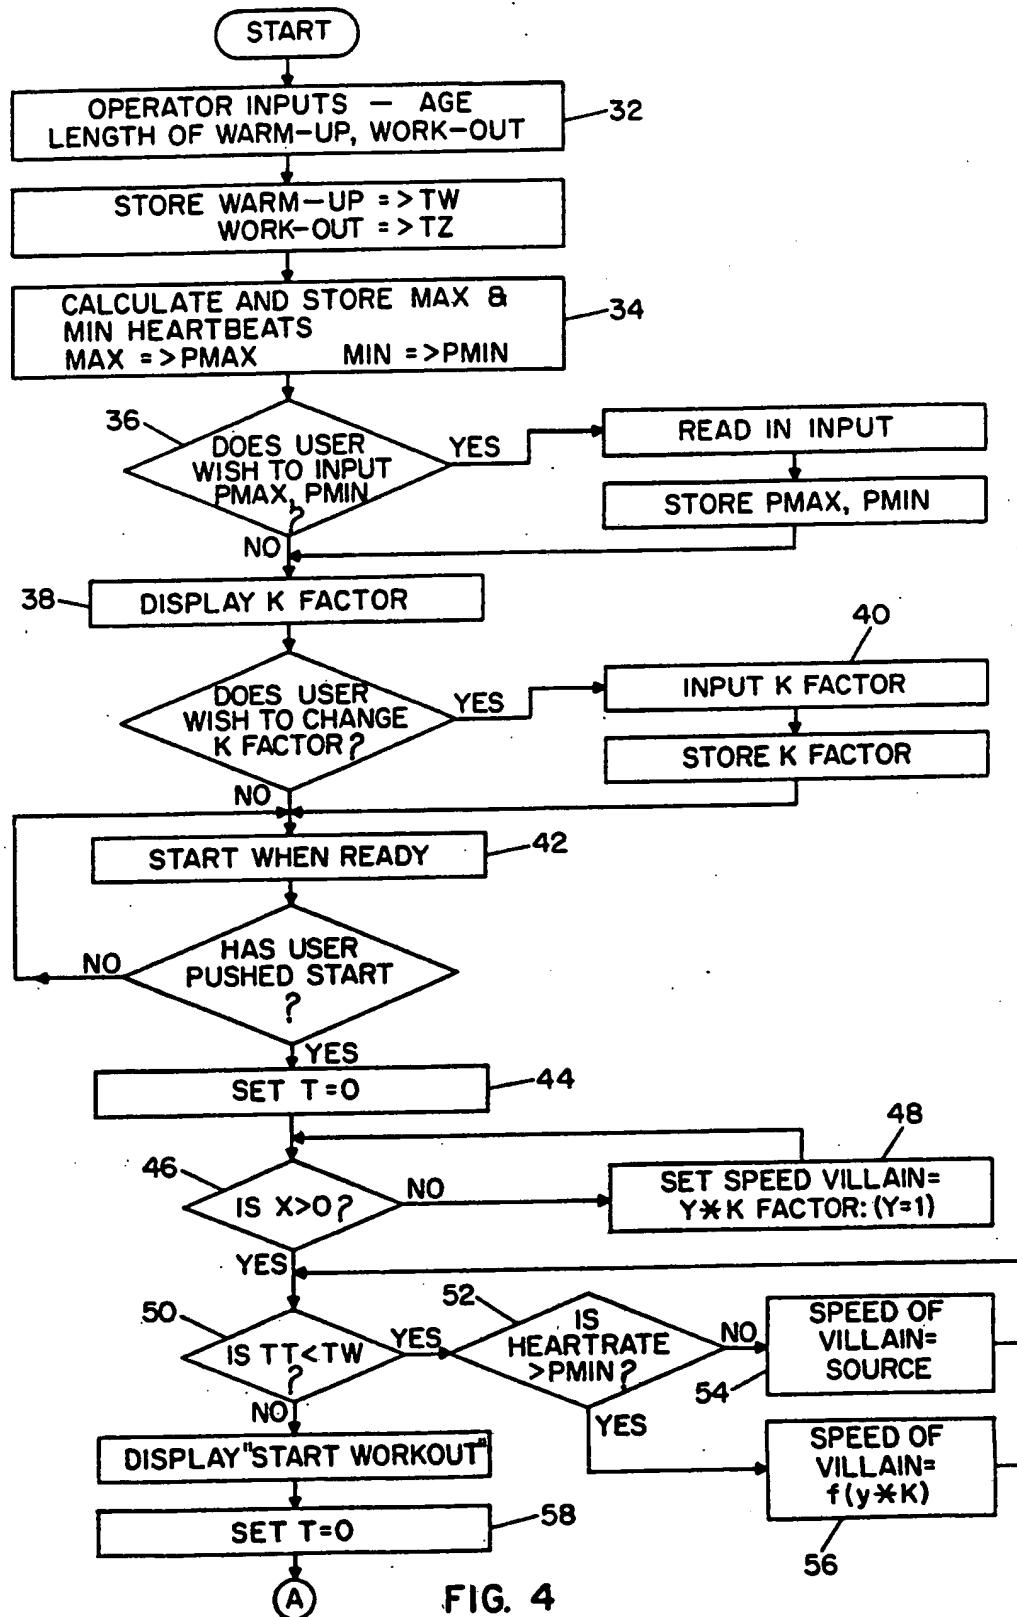 START
OPERATOR INPUTS — AGE
LENGTH OF WARM-UP, WORK-OUT
32
STORE WARM-UP =>TW
WORK-OUT =>TZ
CALCULATE AND STORE MAX &
MIN HEARTBEATS
MAX =>PMAX MIN =>PMIN
34
36
DOES USER
WISH TO INPUT
PMAX, PMIN
?
YES
READ IN INPUT
STORE PMAX, PMIN
NO
38
DISPLAY K FACTOR
DOES USER
WISH TO CHANGE
K FACTOR?
YES
40
INPUT K FACTOR
STORE K FACTOR
NO
START WHEN READY
42
HAS USER
PUSHED START
?
NO
YES
SET T=0
44
46
IS X>0?
NO
48
SET SPEED VILLAIN=
Y*K FACTOR:(Y=1)
YES
50
IS TT<TW
?
YES
52
IS
HEARTRATE
>PMIN?
NO
54
SPEED OF
VILLAIN=
SOURCE
YES
SPEED OF
VILLAIN=
f(y*K)
56
NO
DISPLAY"START WORKOUT"
SET T=0
58
A
FIG. 4